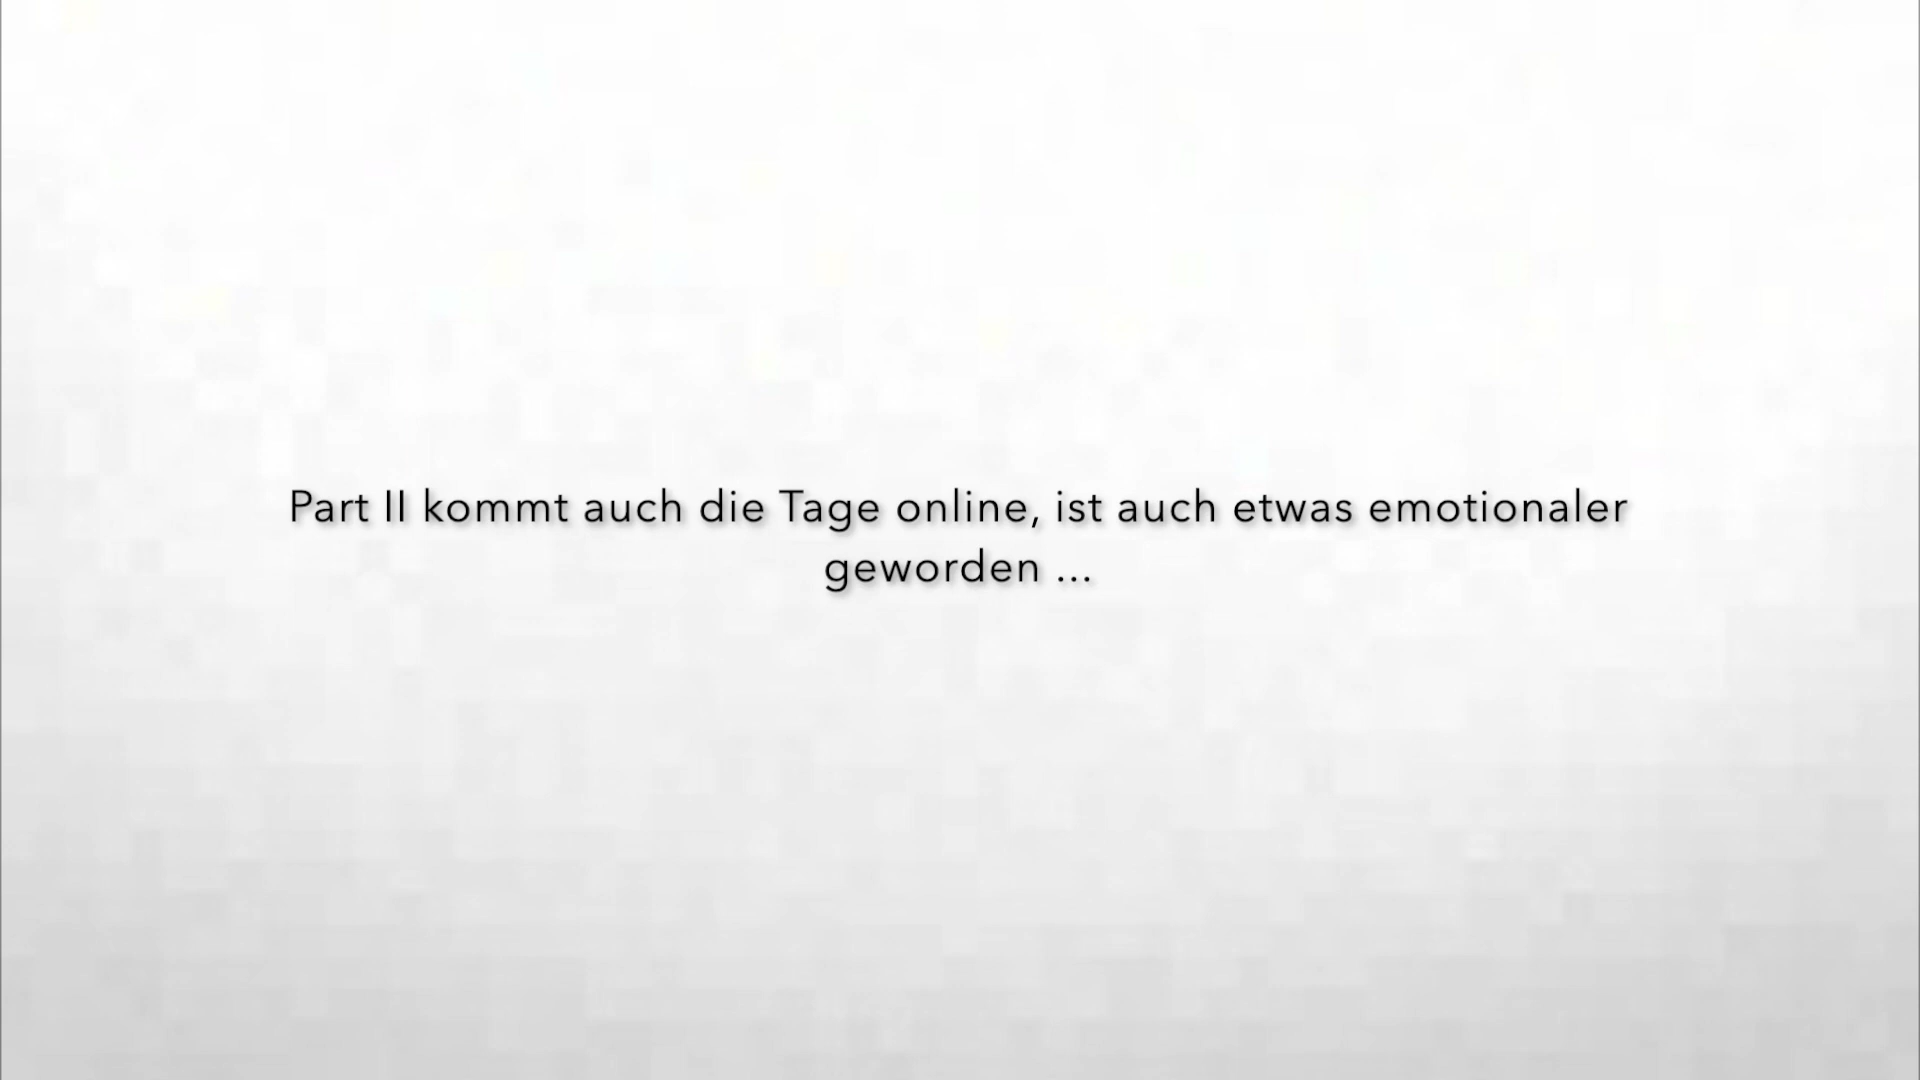 Part II kommt auch die Tage online, ist auch etwas emotionaler
geworden ...